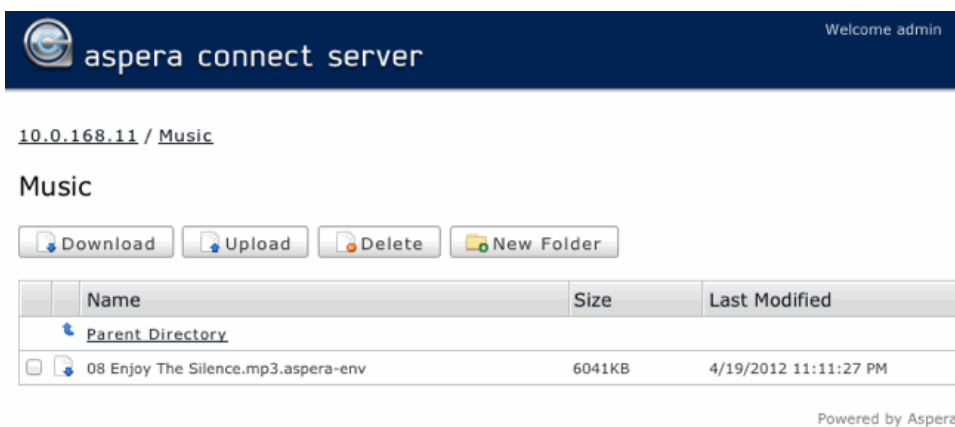 Welcome admin
aspera connect server
10.0.168.11 / Music
Music
Download Upload Delete New Folder
Name Size Last Modified
Parent Directory
08 Enjoy The Silence.mp3.aspera-env 6041KB 4/19/2012 11:11:27 PM
Powered by Aspera